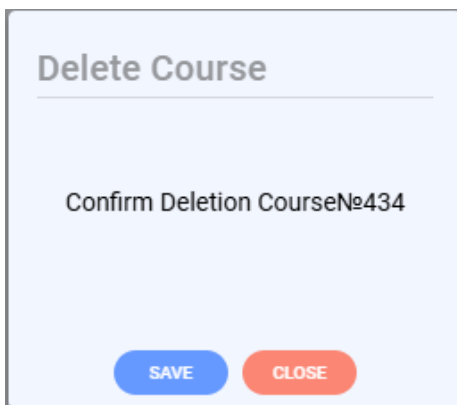 Delete Course
Confirm Deletion Course№434
SAVE CLOSE